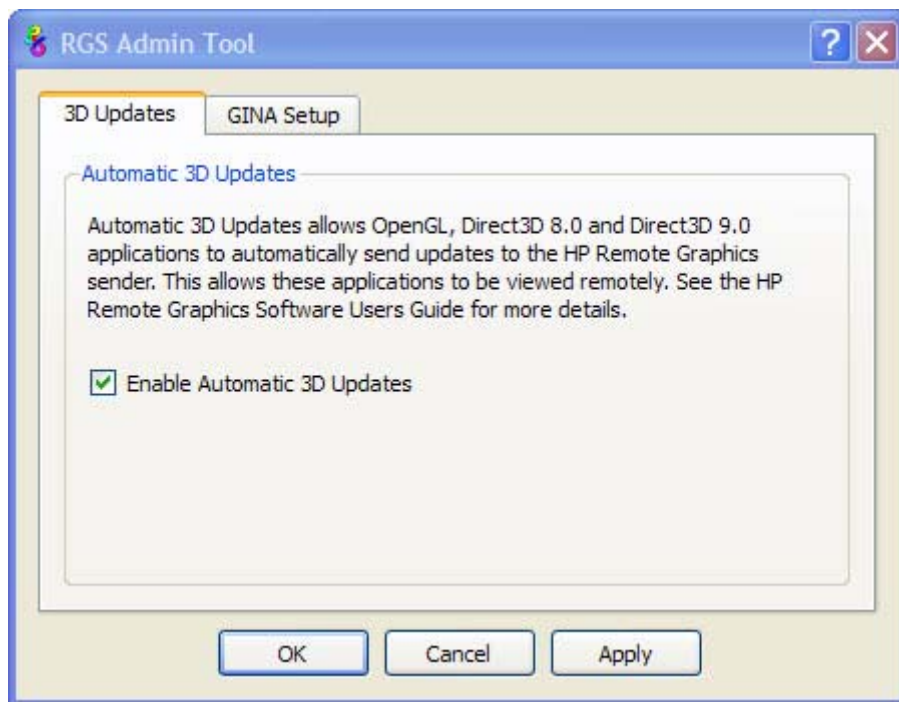 RGS Admin Tool
3D Updates
GINA Setup
Automatic 3D Updates
Automatic 3D Updates allows OpenGL, Direct3D 8.0 and Direct3D 9.0
applications to automatically send updates to the HP Remote Graphics
sender. This allows these applications to be viewed remotely. See the HP
Remote Graphics Software Users Guide for more details.
Enable Automatic 3D Updates
OK
Cancel
Apply